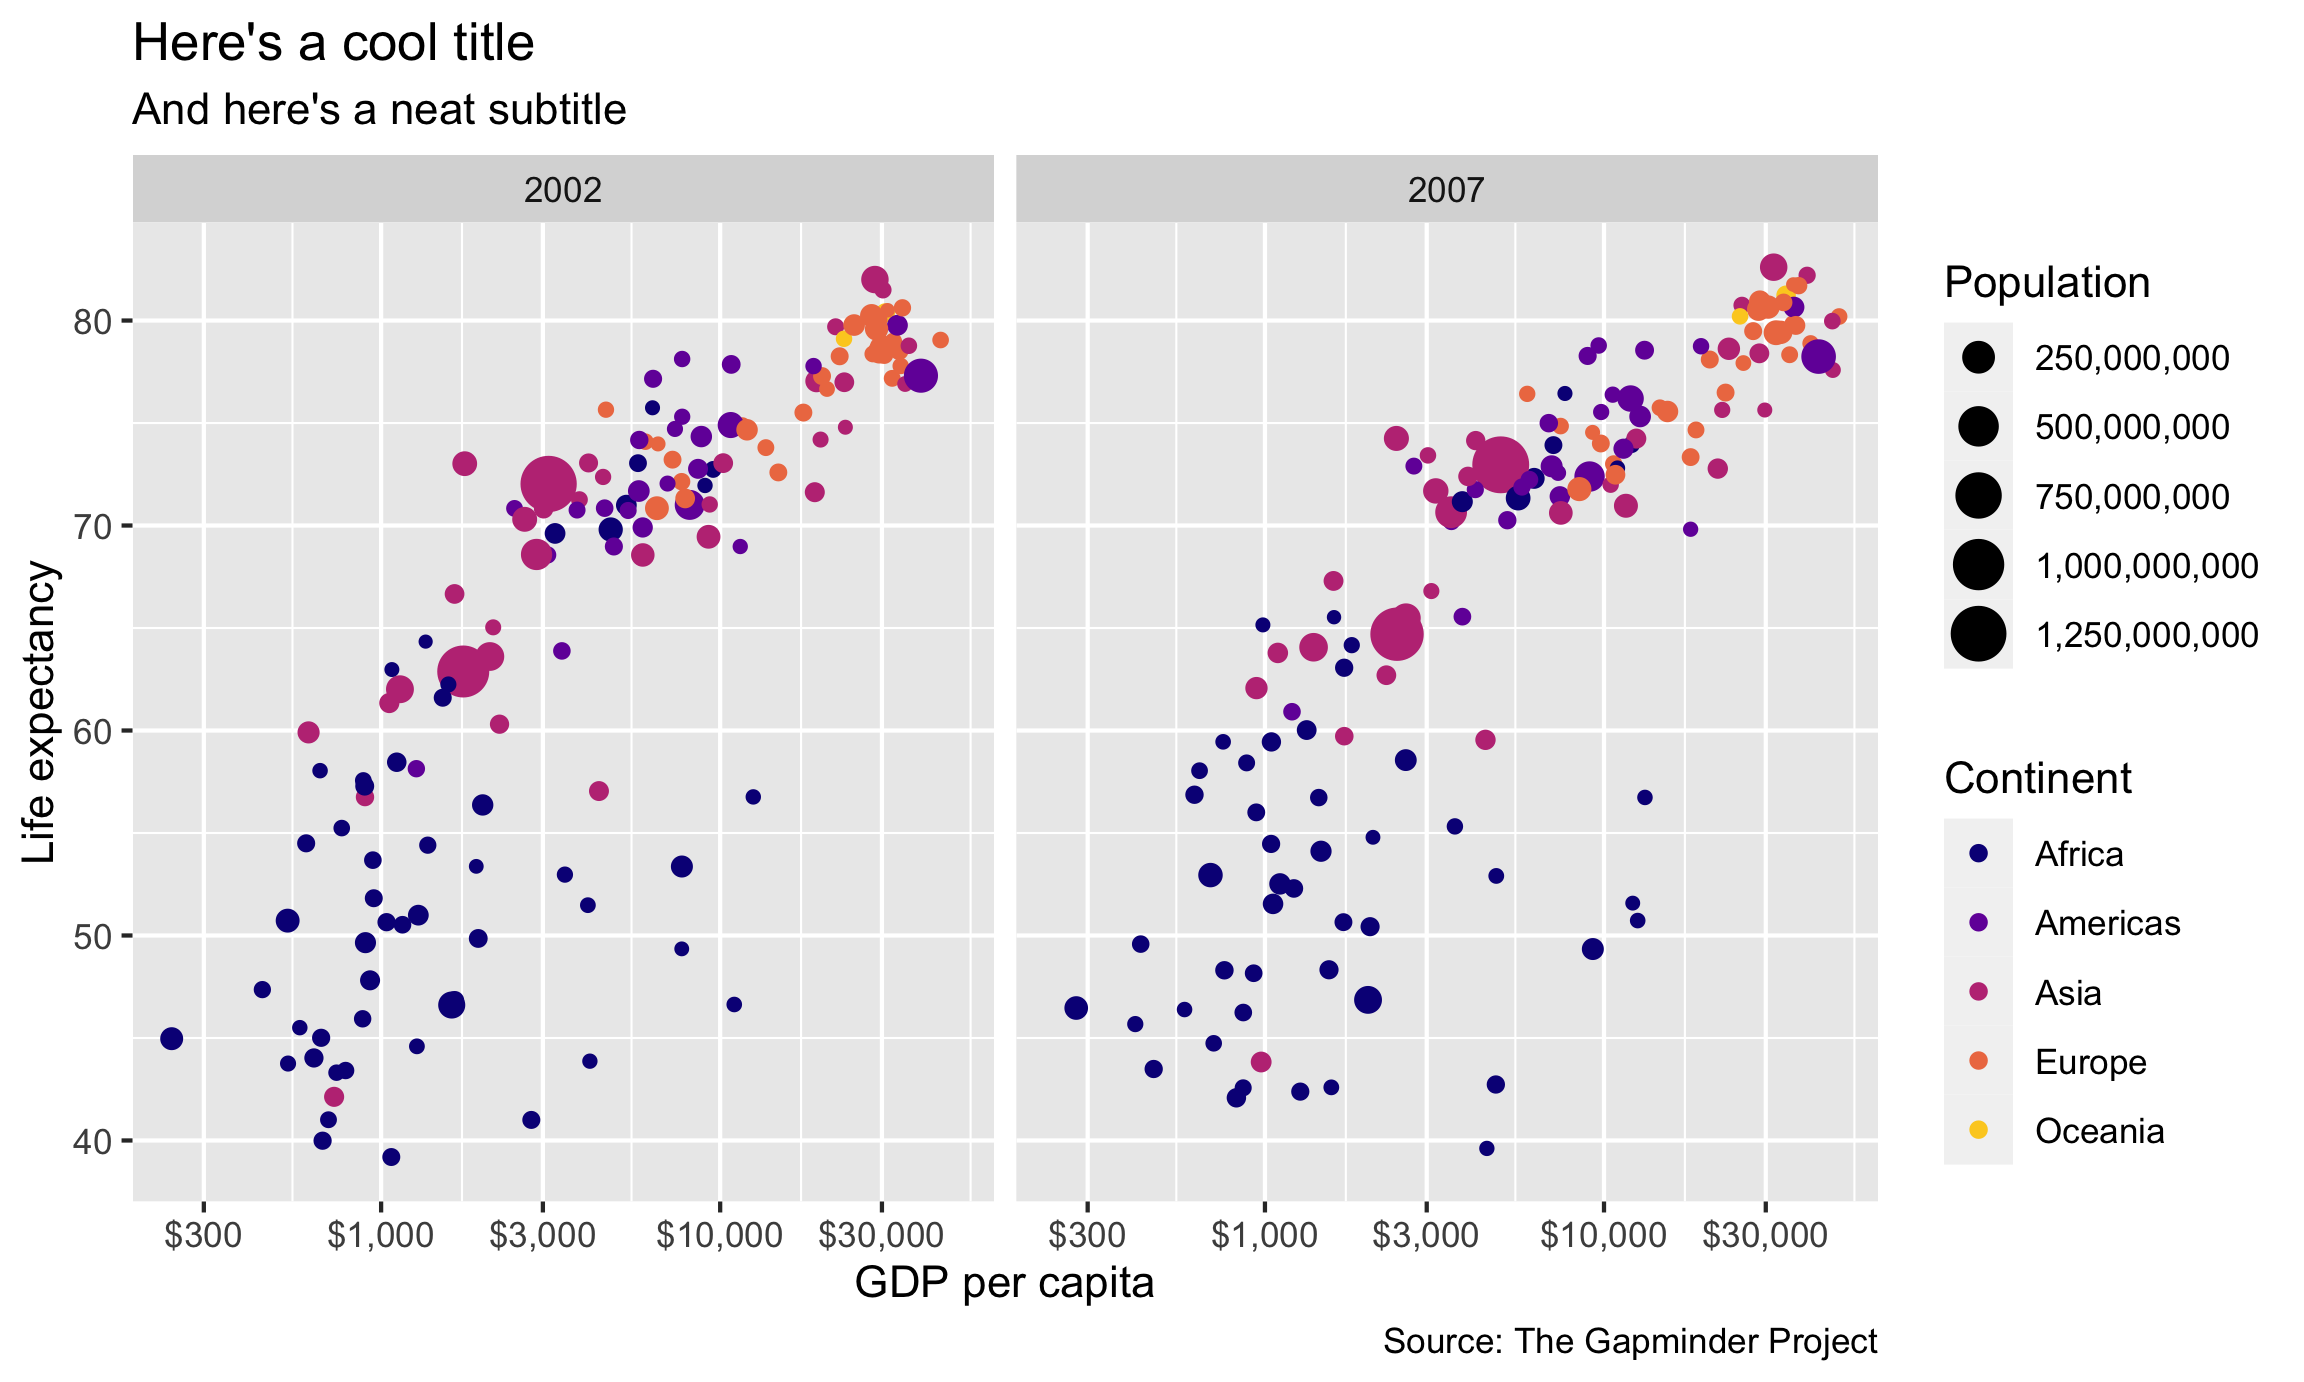 Here's a cool title
And here's a neat subtitle
2002 2007
Life expectancy
80
70
60
50
40
$300 $1,000 $3,000 $10,000 $30,000 $300 $1,000 $3,000 $10,000 $30,000
GDP per capita
Source: The Gapminder Project
Population
250,000,000
500,000,000
750,000,000
1,000,000,000
1,250,000,000
Continent
Africa
Americas
Asia
Europe
Oceania